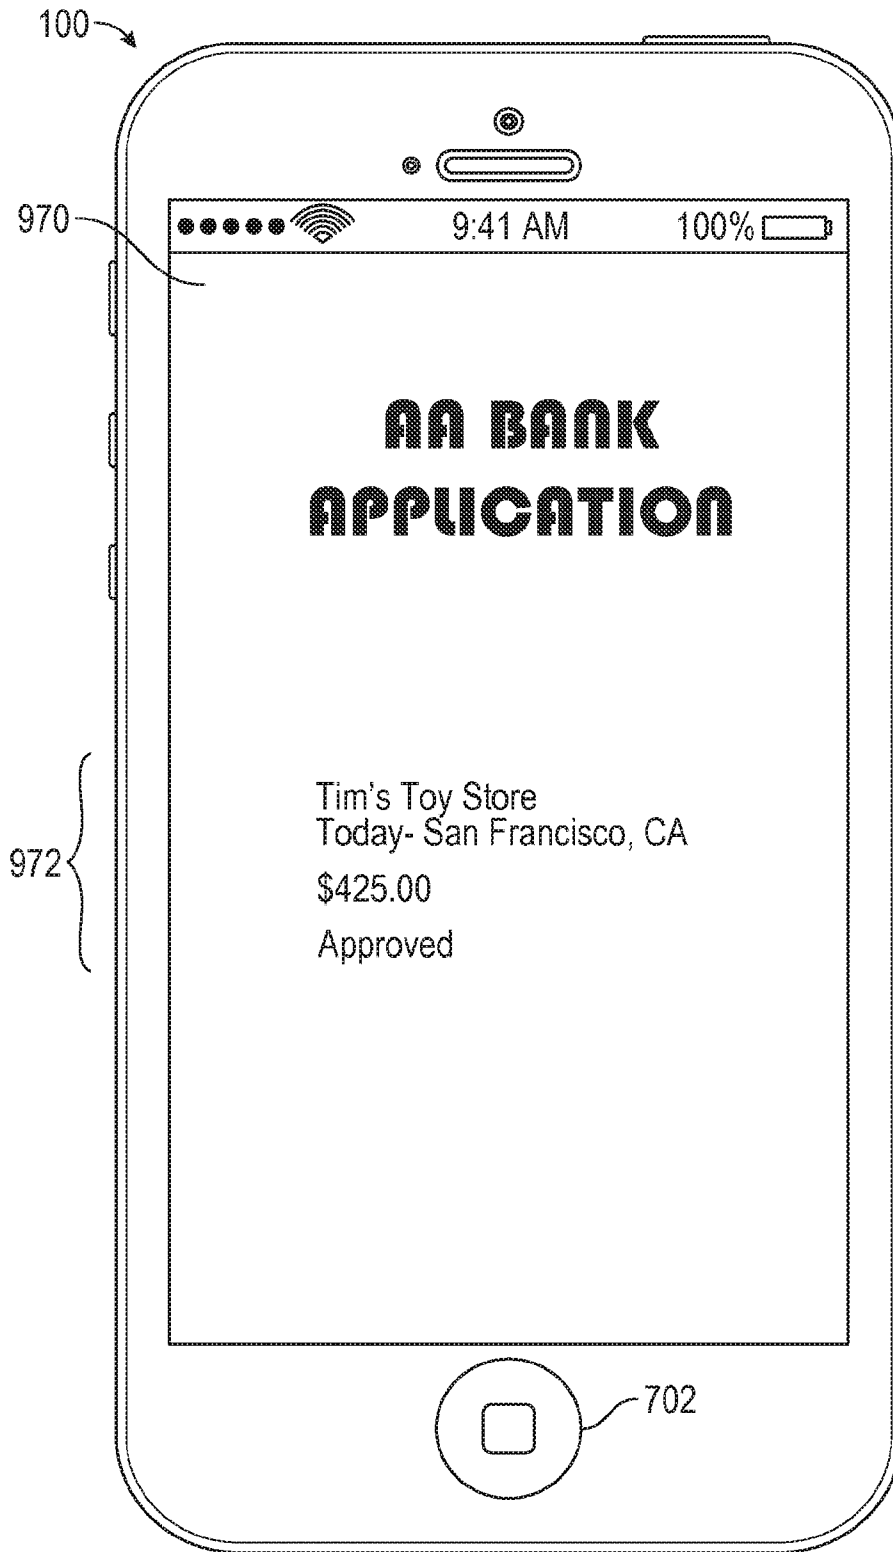 100
970
9:41 AM 100%
AA BANK
APPLICATION
972
Tim's Toy Store
Today- San Francisco, CA
$425.00
Approved
702